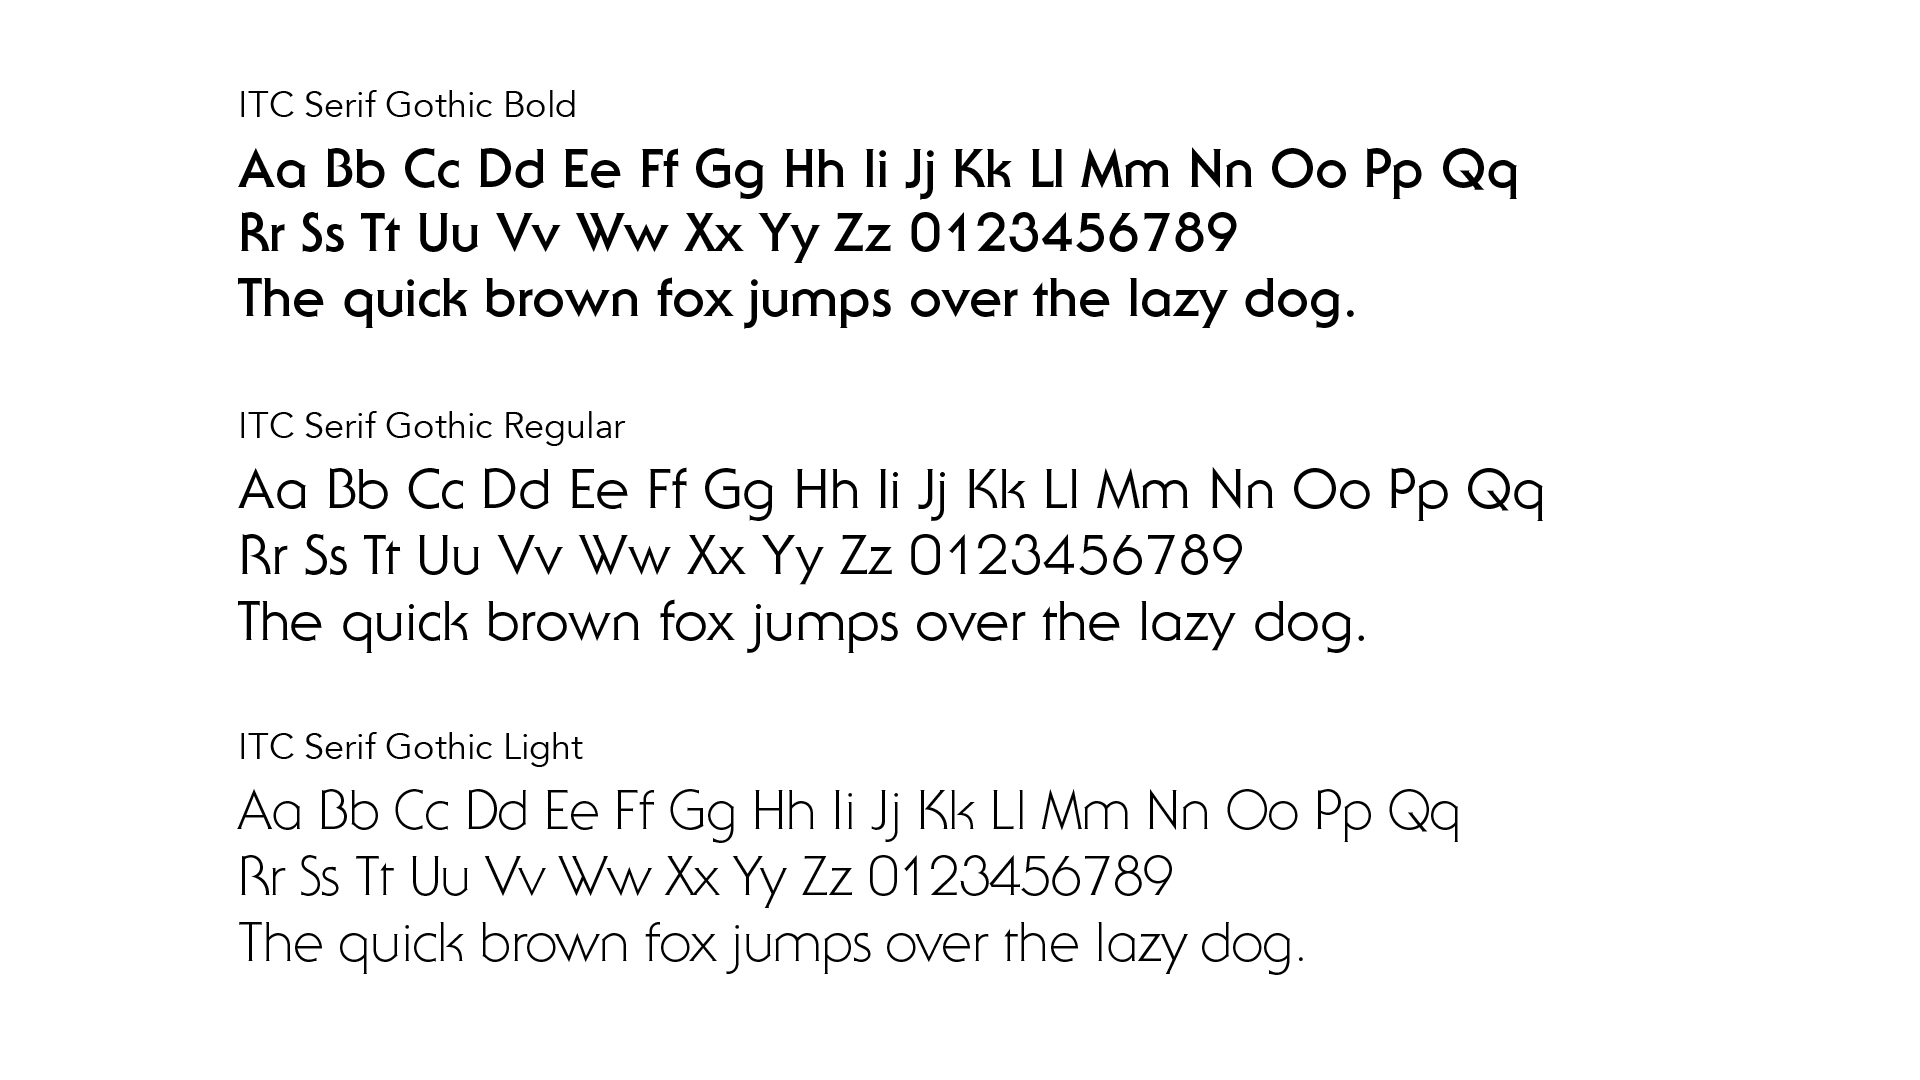 ITC Serif Gothic Bold
Aa Bb Cc Dd Ee Ff Gg Hh Ii Jj Kk Ll Mm Nn Oo Pp Qq
Rr Ss Tt Uu Vv Ww Xx Yy Zz 0123456789
The quick brown fox jumps over the lazy dog.
ITC Serif Gothic Regular
Aa Bb Cc Dd Ee Ff Gg Hh Ii Jj Kk Ll Mm Nn Oo Pp Qq
Rr Ss Tt Uu Vv Ww Xx Yy Zz 0123456789
The quick brown fox jumps over the lazy dog.
ITC Serif Gothic Light
Aa Bb Cc Dd Ee Ff Gg Hh Ii Jj Kk Ll Mm Nn Oo Pp Qq
Rr Ss Tt Uu Vv Ww Xx Yy Zz 0123456789
The quick brown fox jumps over the lazy dog.